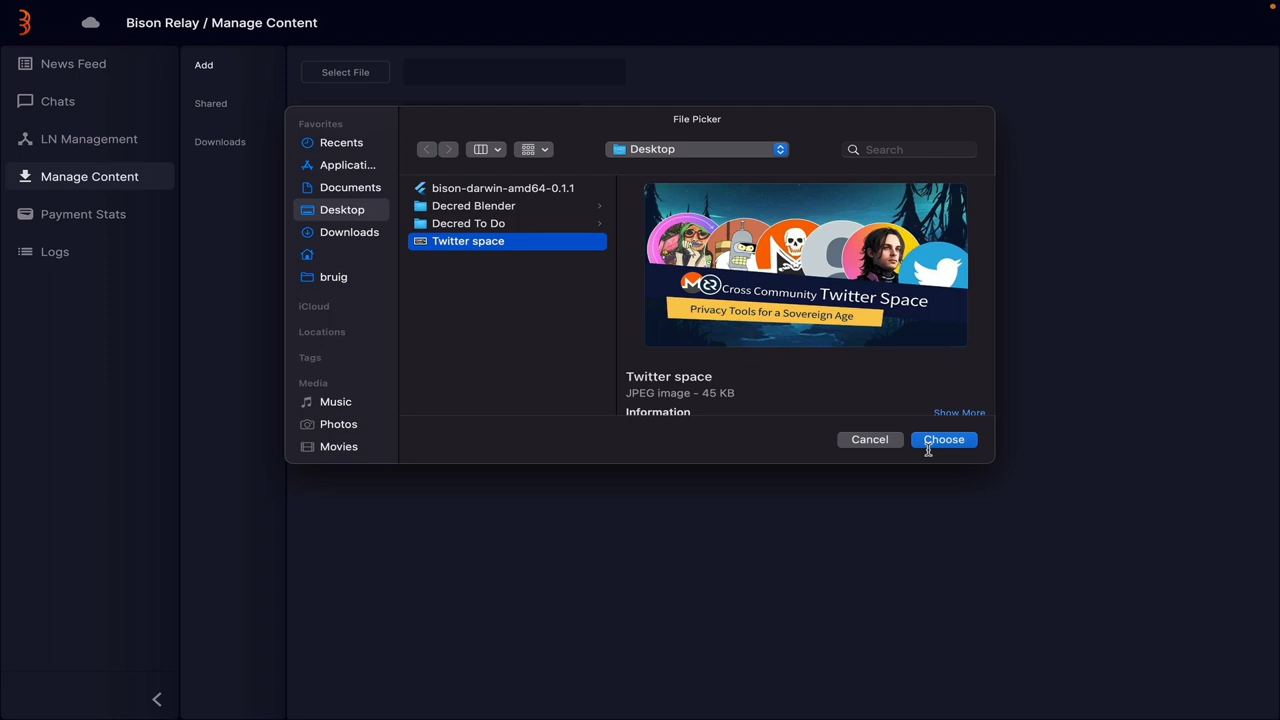 Bison Relay / Manage Content
News Feed
Chats
LN Management
Manage Content
Payment Stats
Logs
Add
Shared
Downloads
Select File
File Picker
Favorites
Recents
Applicati...
Documents
Desktop
Downloads
bruig
iCloud
Locations
Tags
Media
Music
Photos
Movies
Desktop
Search
bison-darwin-amd64-0.1.1
Decred Blender
Decred To Do
Twitter space
Cross Community Twitter Space
Privacy Tools for a Sovereign Age
Twitter space
JPEG image - 45 KB
Information
Show More
Cancel
Choose